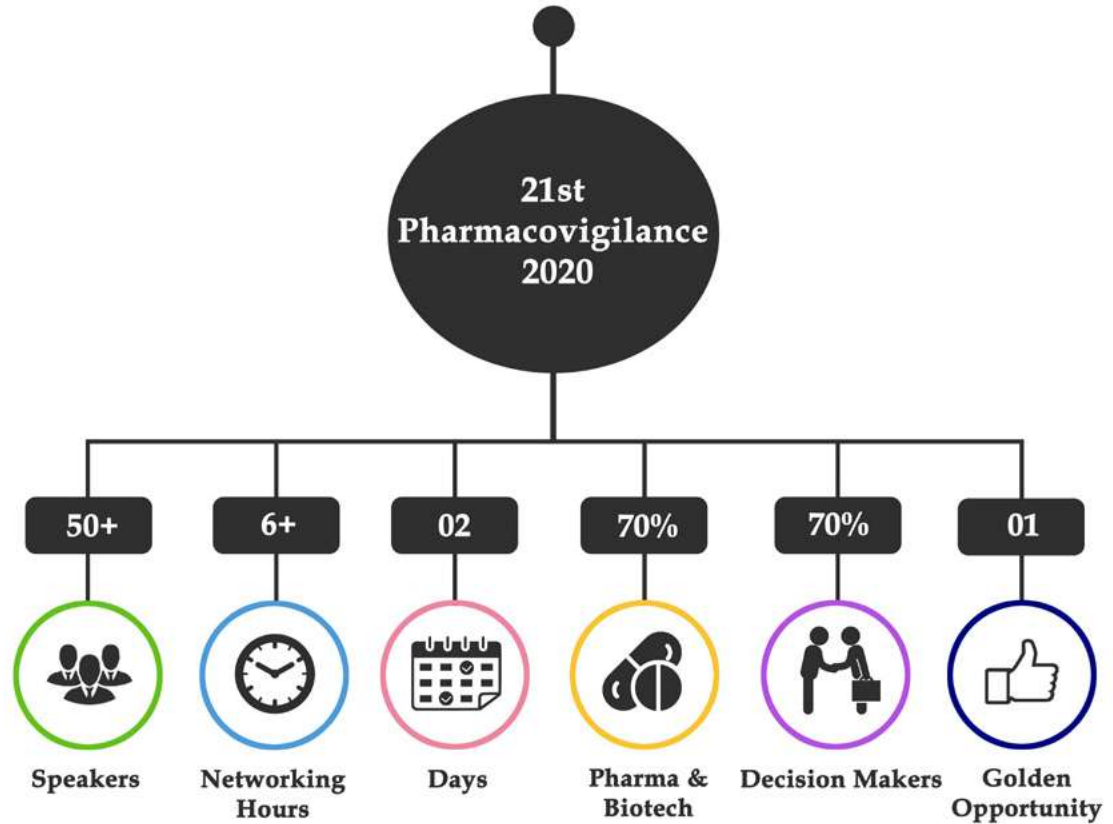 21st
Pharmacovigilance
2020
50+
6+
02
70%
70%
01
Speakers
Networking
Hours
Days
Pharma &
Biotech
Decision Makers
Golden
Opportunity